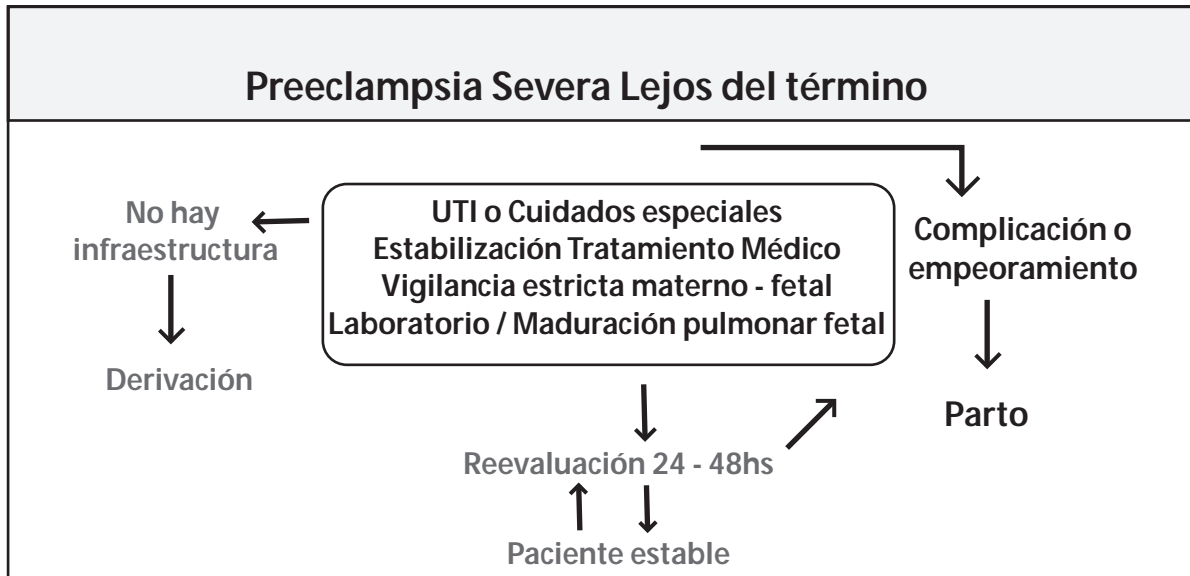 Preeclampsia Severa Lejos del término
No hay
infraestructura
Derivación
UTI o Cuidados especiales
Estabilización Tratamiento Médico
Vigilancia estricta materno - fetal
Laboratorio / Maduración pulmonar fetal
Complicación o
empeoramiento
Parto
Reevaluación 24 - 48hs
Paciente estable